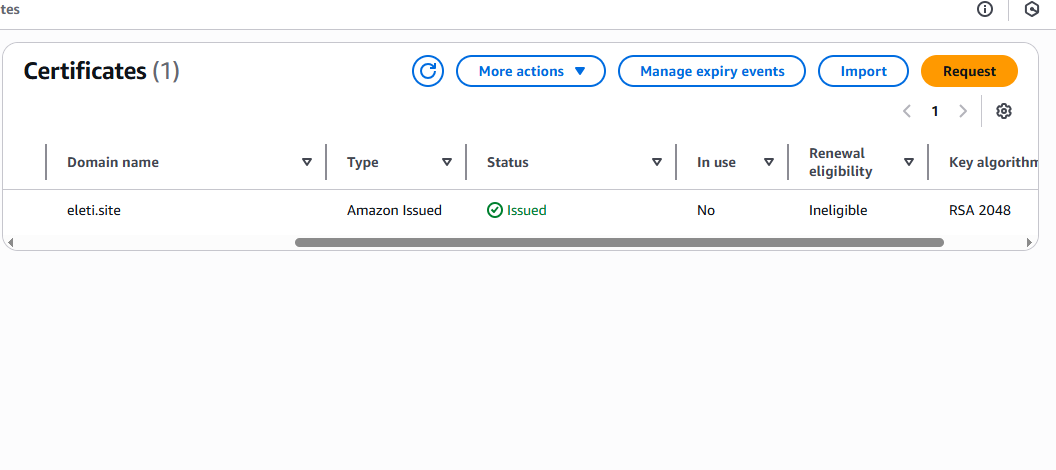 tes
Certificates (1)
More actions
Manage expiry events
Import
Request
1
Domain name
Type
Status
In use
Renewal
eligibility
Key algorithm
eleti.site
Amazon Issued
Issued
No
Ineligible
RSA 2048